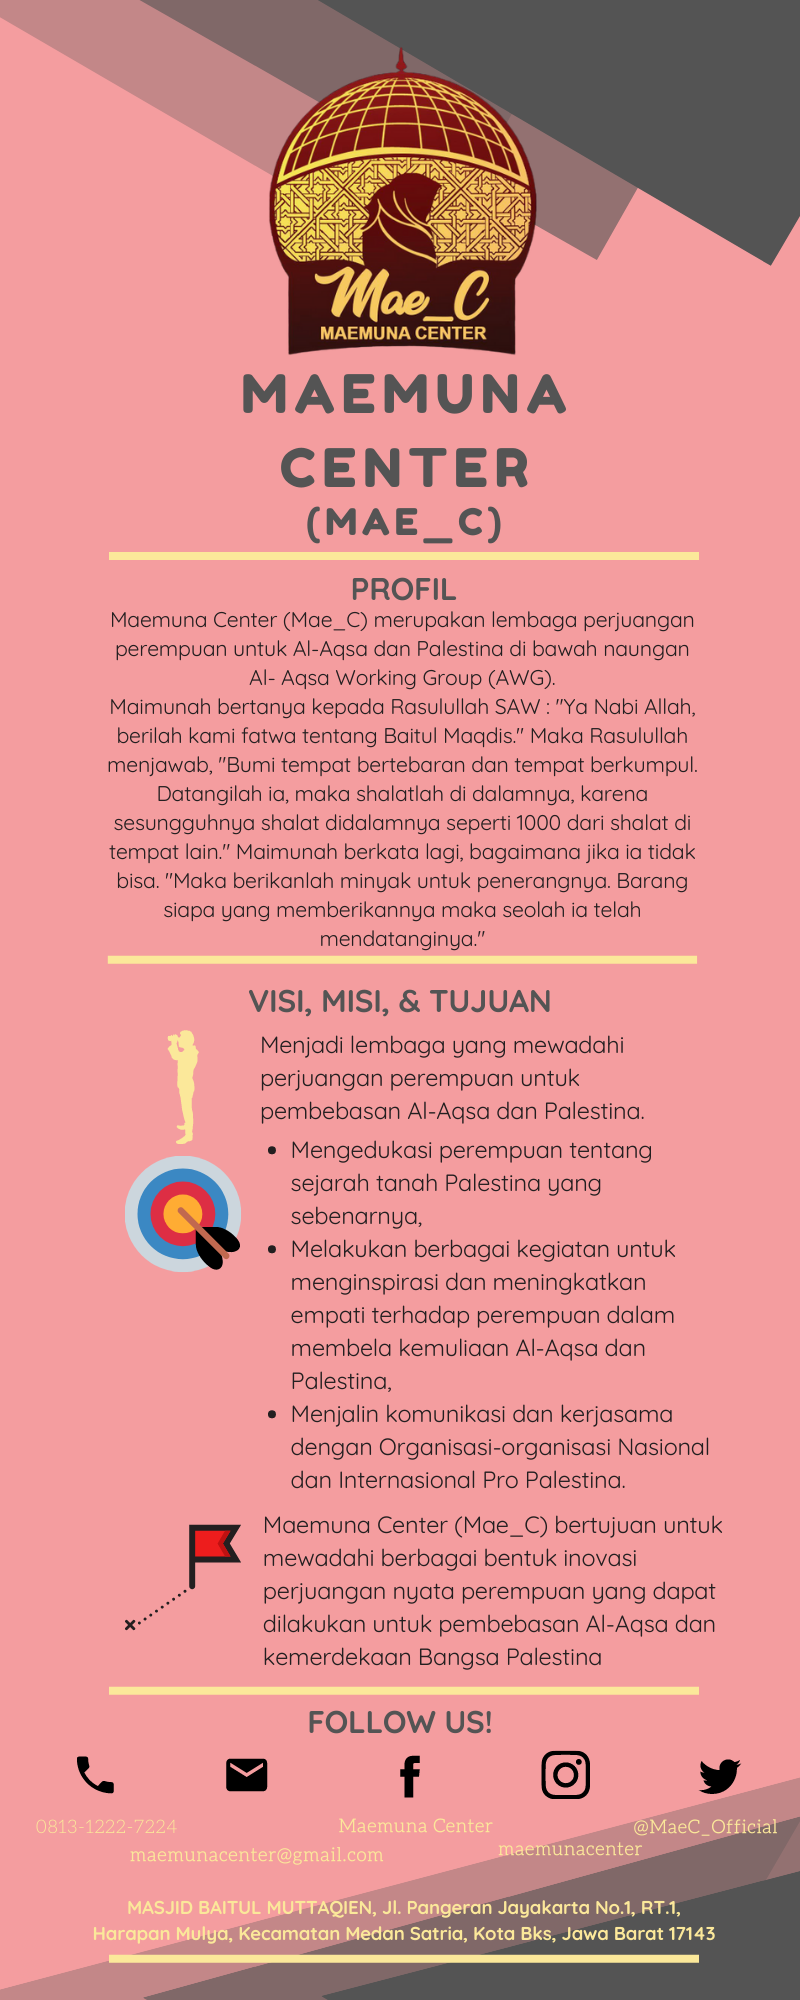 Mae_C
MAEMUNA CENTER
MAEMUNA
CENTER
(MAE_C)
PROFIL
Maemuna Center (Mae_C) merupakan lembaga perjuangan
perempuan untuk Al-Aqsa dan Palestina di bawah naungan
Al- Aqsa Working Group (AWG).
Maimunah bertanya kepada Rasulullah SAW : "Ya Nabi Allah,
berilah kami fatwa tentang Baitul Maqdis." Maka Rasulullah
menjawab, "Bumi tempat bertebaran dan tempat berkumpul.
Datangilah ia, maka shalatlah di dalamnya, karena
sesungguhnya shalat didalamnya seperti 1000 dari shalat di
tempat lain." Maimunah berkata lagi, bagaimana jika ia tidak
bisa. "Maka berikanlah minyak untuk penerangnya. Barang
siapa yang memberikannya maka seolah ia telah
mendatanginya."
VISI, MISI, & TUJUAN
Menjadi lembaga yang mewadahi
perjuangan perempuan untuk
pembebasan Al-Aqsa dan Palestina.
• Mengedukasi perempuan tentang
sejarah tanah Palestina yang
sebenarnya,
• Melakukan berbagai kegiatan untuk
menginspirasi dan meningkatkan
empati terhadap perempuan dalam
membela kemuliaan Al-Aqsa dan
Palestina,
• Menjalin komunikasi dan kerjasama
dengan Organisasi-organisasi Nasional
dan Internasional Pro Palestina.
Maemuna Center (Mae_C) bertujuan untuk
mewadahi berbagai bentuk inovasi
perjuangan nyata perempuan yang dapat
dilakukan untuk pembebasan Al-Aqsa dan
kemerdekaan Bangsa Palestina
FOLLOW US!
0813-1222-7224
maemunacenter@gmail.com
Maemuna Center
maemunacenter
@MaeC_Official
MASJID BAITUL MUTTAQIEN, Jl. Pangeran Jayakarta No.1, RT.1,
Harapan Mulya, Kecamatan Medan Satria, Kota Bks, Jawa Barat 17143